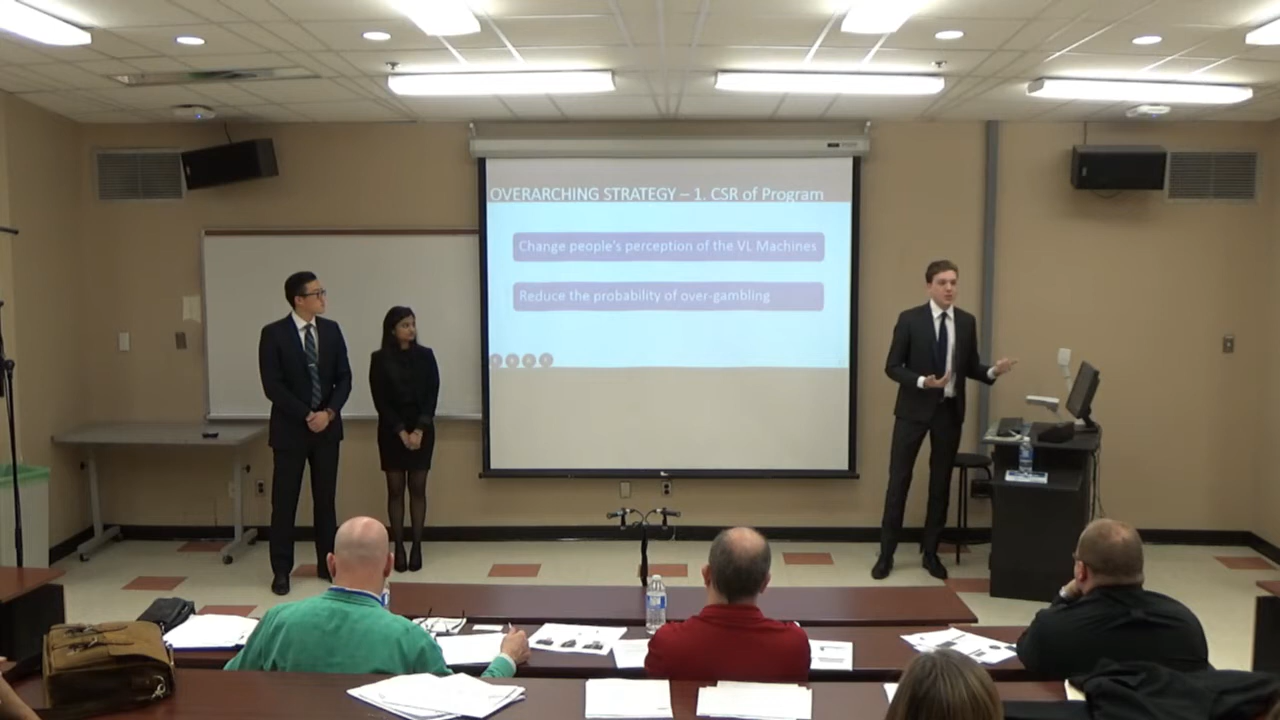 OVERARCHING STRATEGY – 1. CSR of Program
Change people's perception of the VL Machines
Reduce the probability of over-gambling